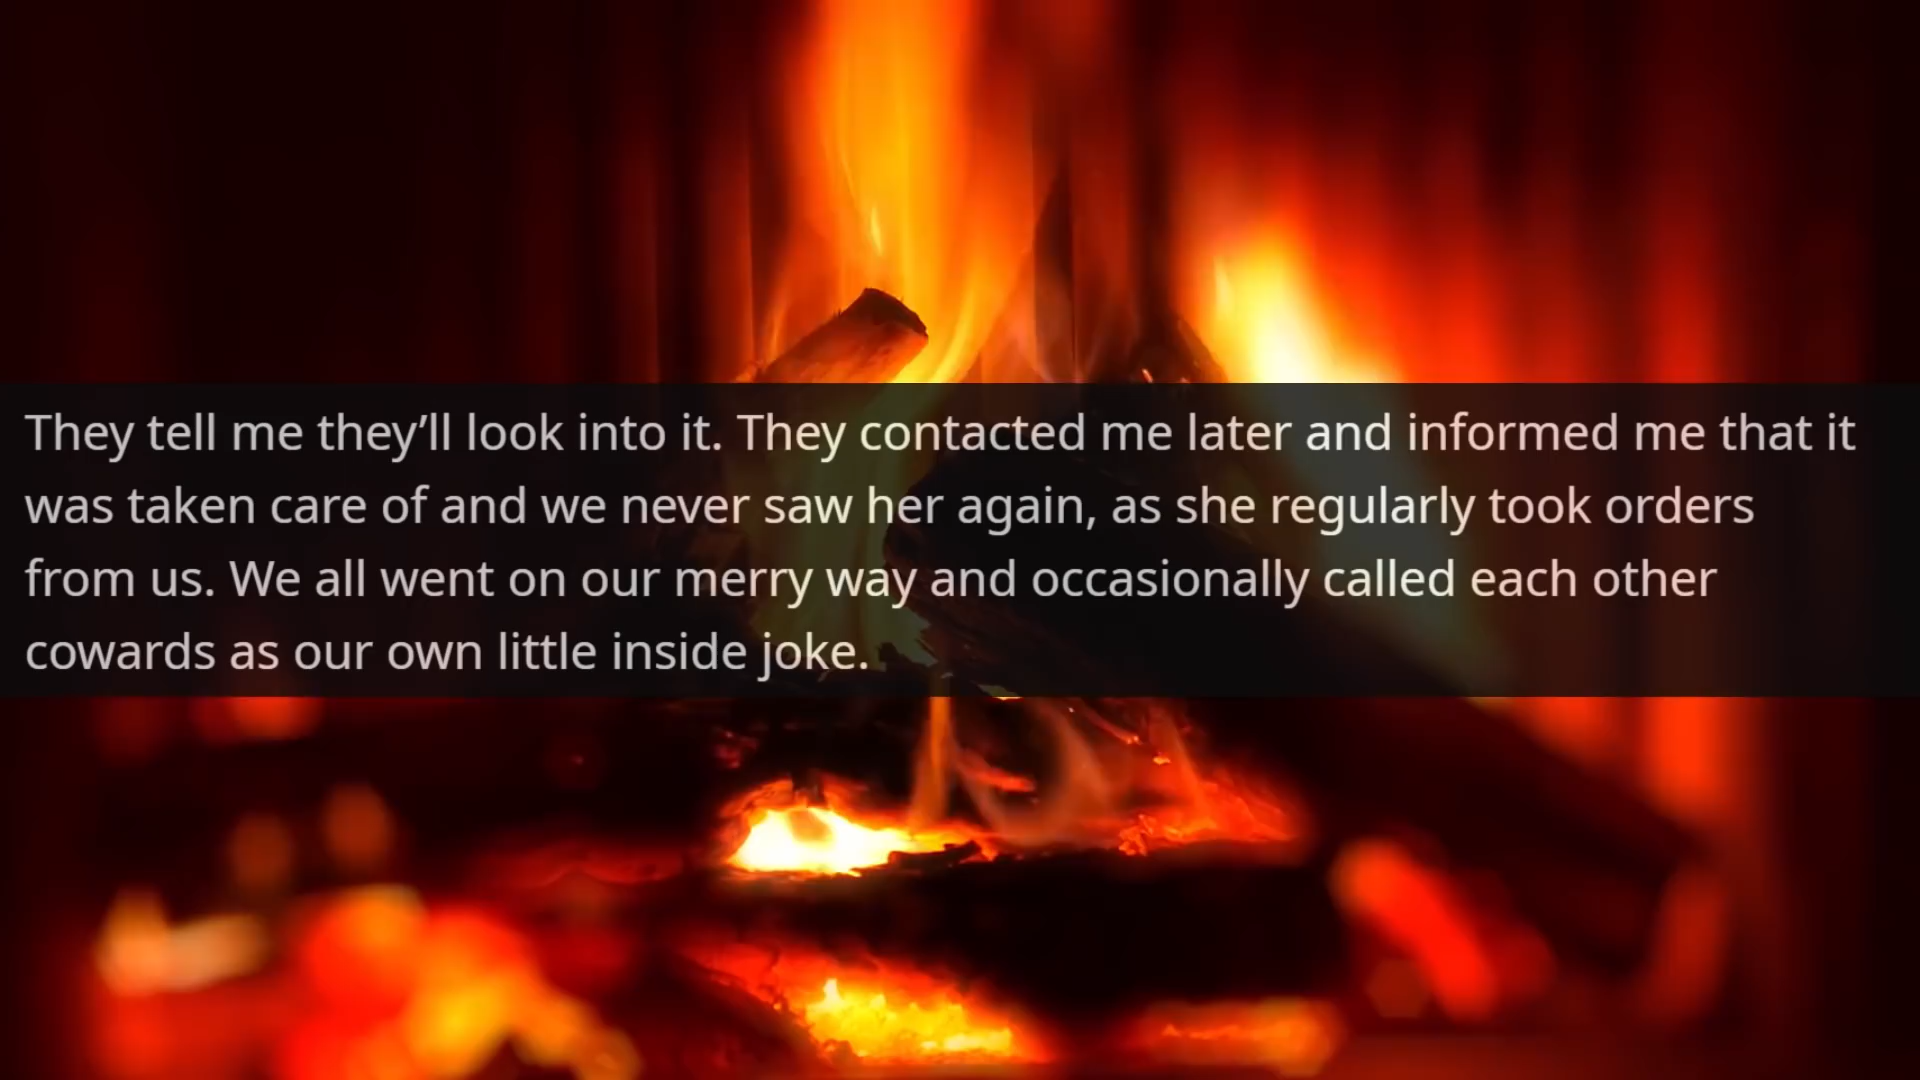 They tell me they’ll look into it. They contacted me later and informed me that it
was taken care of and we never saw her again, as she regularly took orders
from us. We all went on our merry way and occasionally called each other
cowards as our own little inside joke.